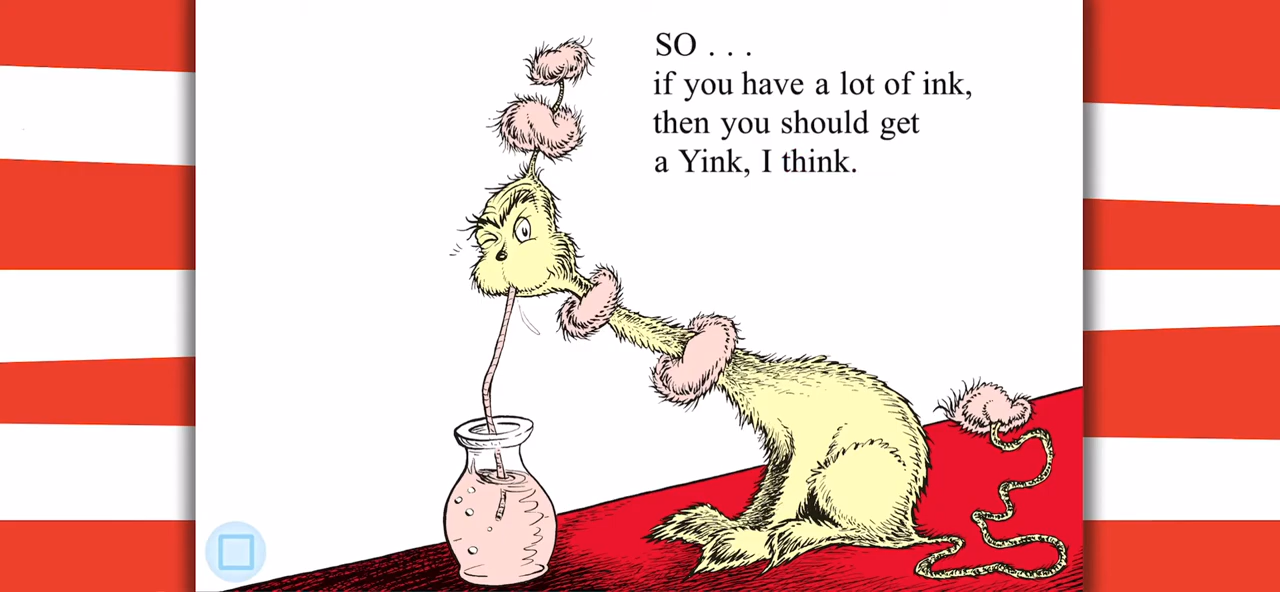 SO . . .
if you have a lot of ink,
then you should get
a Yink, I think.